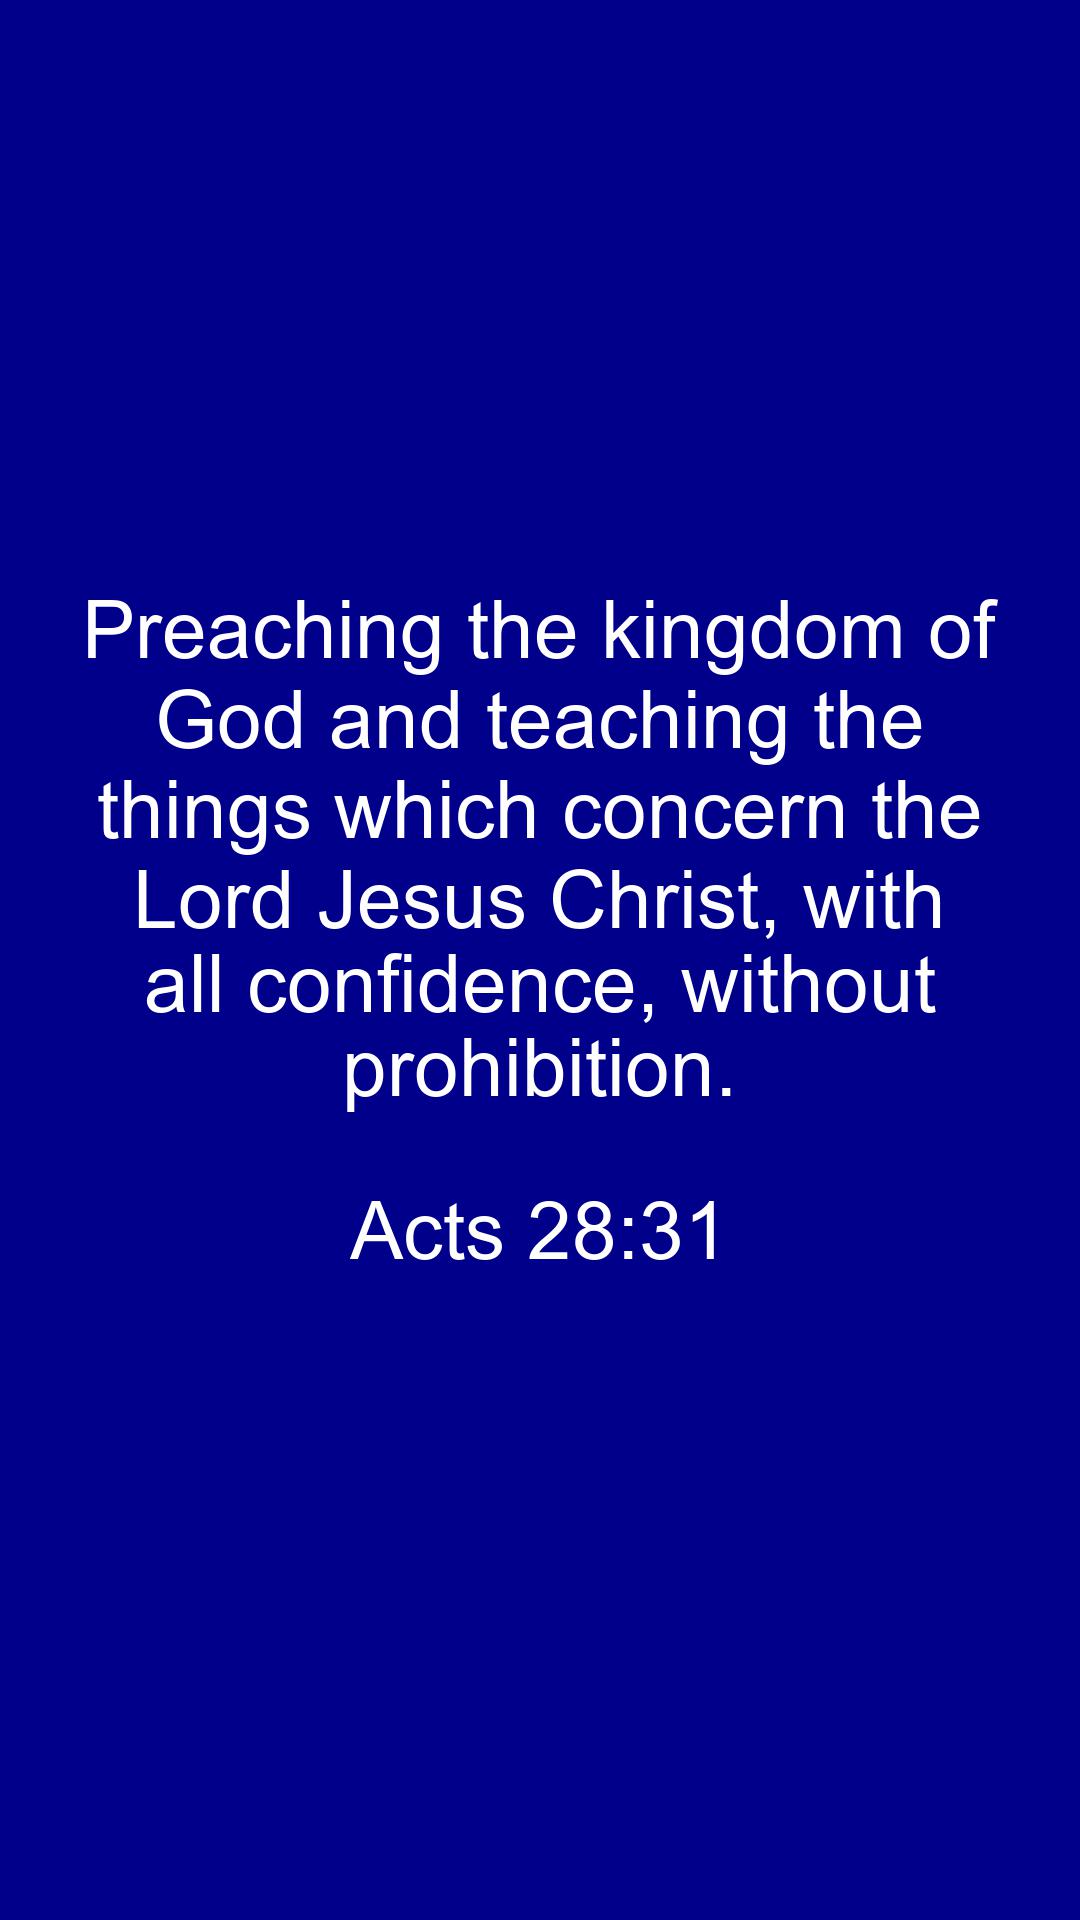 Preaching the kingdom of
God and teaching the
things which concern the
Lord Jesus Christ, with
all confidence, without
prohibition.
Acts 28:31